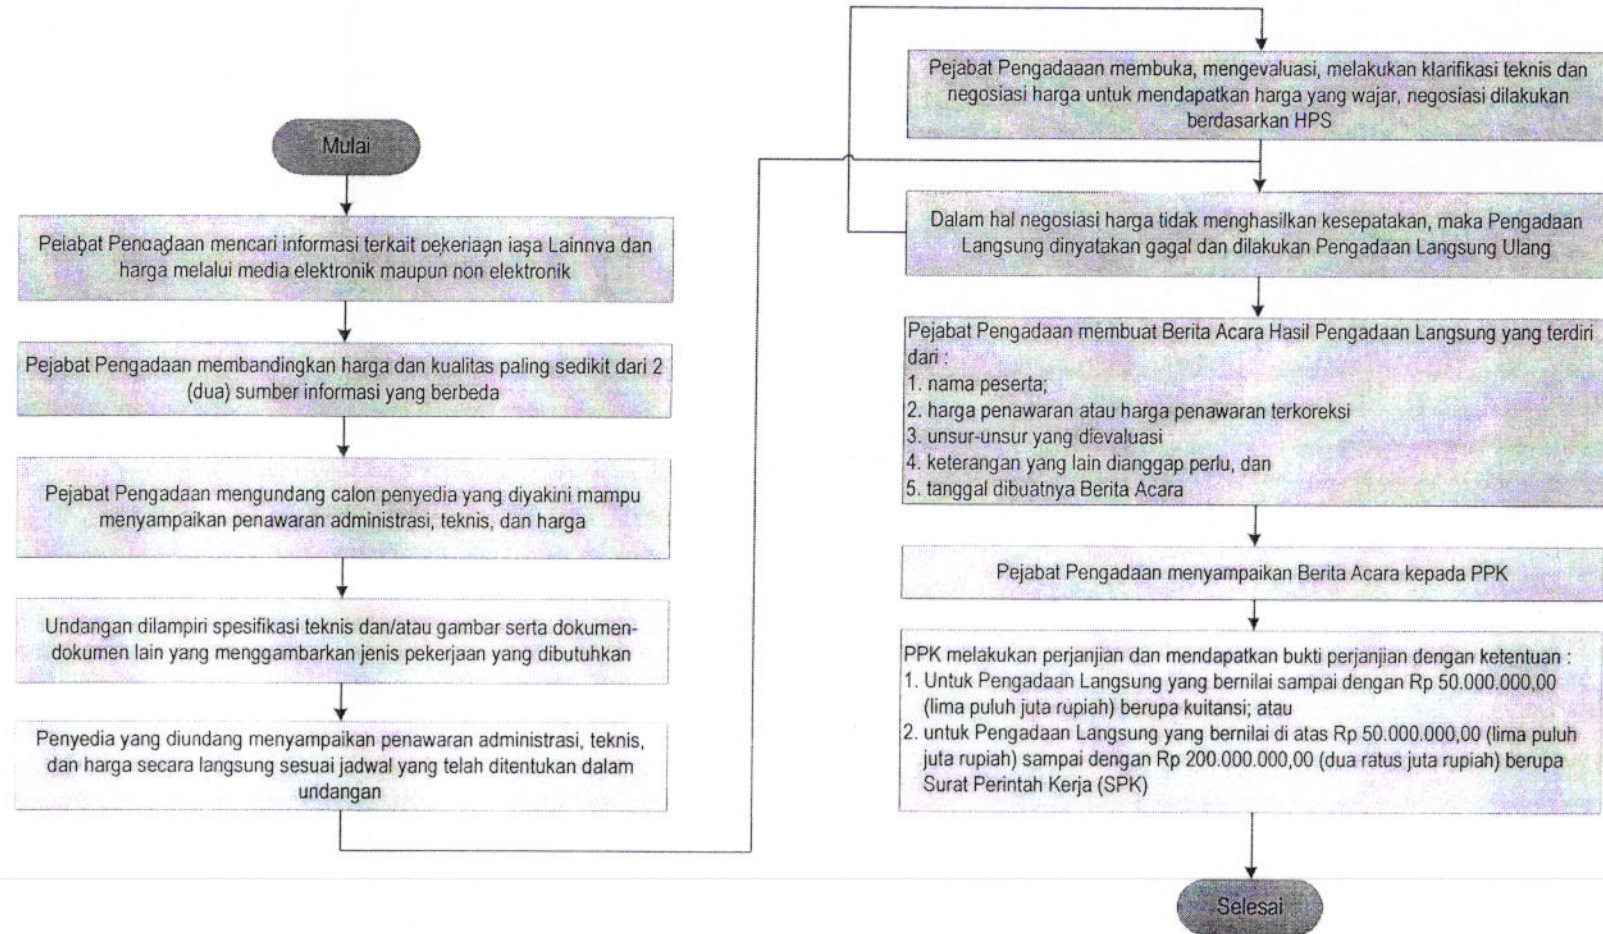 Mulai
Pejabat Pengadaan mencari informasi terkait pekerjaan jasa Lainnya dan
harga melalui media elektronik maupun non elektronik
Pejabat Pengadaan membandingkan harga dan kualitas paling sedikit dari 2
(dua) sumber informasi yang berbeda
Pejabat Pengadaan mengundang calon penyedia yang diyakini mampu
menyampaikan penawaran administrasi, teknis, dan harga
Undangan dilampiri spesifikasi teknis dan/atau gambar serta dokumen-
dokumen lain yang menggambarkan jenis pekerjaan yang dibutuhkan
Penyedia yang diundang menyampaikan penawaran administrasi, teknis,
dan harga secara langsung sesuai jadwal yang telah ditentukan dalam
undangan
Pejabat Pengadaaan membuka, mengevaluasi, melakukan klarifikasi teknis dan
negosiasi harga untuk mendapatkan harga yang wajar, negosiasi dilakukan
berdasarkan HPS
Dalam hal negosiasi harga tidak menghasilkan kesepatakan, maka Pengadaan
Langsung dinyatakan gagal dan dilakukan Pengadaan Langsung Ulang
Pejabat Pengadaan membuat Berita Acara Hasil Pengadaan Langsung yang terdiri
dari :
1. nama peserta;
2. harga penawaran atau harga penawaran terkoreksi
3. unsur-unsur yang dievaluasi
4. keterangan yang lain dianggap perlu, dan
5. tanggal dibuatnya Berita Acara
Pejabat Pengadaan menyampaikan Berita Acara kepada PPK
PPK melakukan perjanjian dan mendapatkan bukti perjanjian dengan ketentuan :
1. Untuk Pengadaan Langsung yang bernilai sampai dengan Rp 50.000.000,00
(lima puluh juta rupiah) berupa kuitansi; atau
2. untuk Pengadaan Langsung yang bernilai di atas Rp 50.000.000,00 (lima puluh
juta rupiah) sampai dengan Rp 200.000.000,00 (dua ratus juta rupiah) berupa
Surat Perintah Kerja (SPK)
Selesai